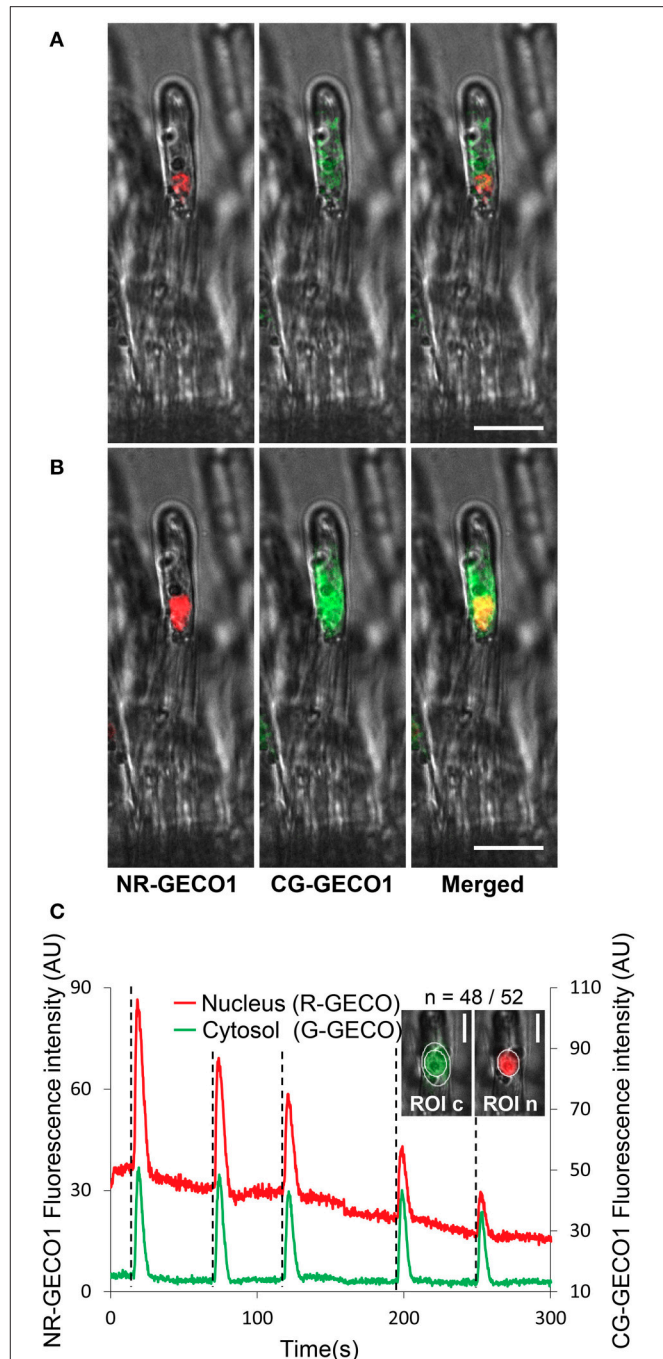 A
B
NR-GECO1 CG-GECO1 Merged
C
NR-GECO1 Fluorescence intensity (AU)
90
60
30
0
Nucleus (R-GECO)
Cytosol (G-GECO)
n = 48 / 52
ROI c ROI n
110
90
70
50
30
10
CG-GECO1 Fluorescence intensity (AU)
0 100 200 300
Time(s)